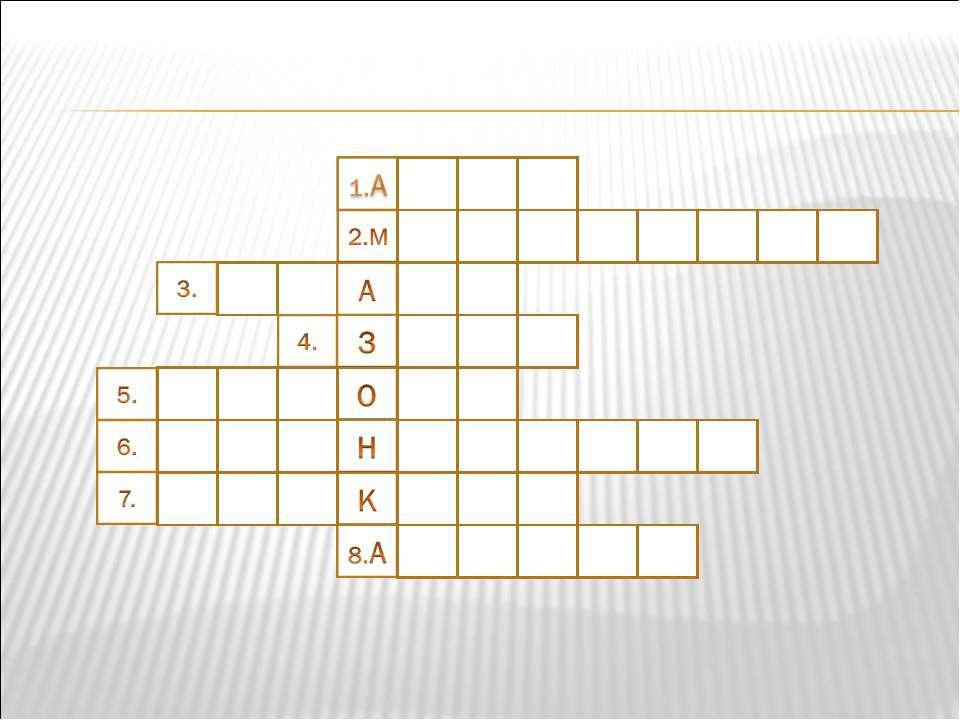 1.А
2.М
3. А
4. З
5. О
6. Н
7. К
8.А